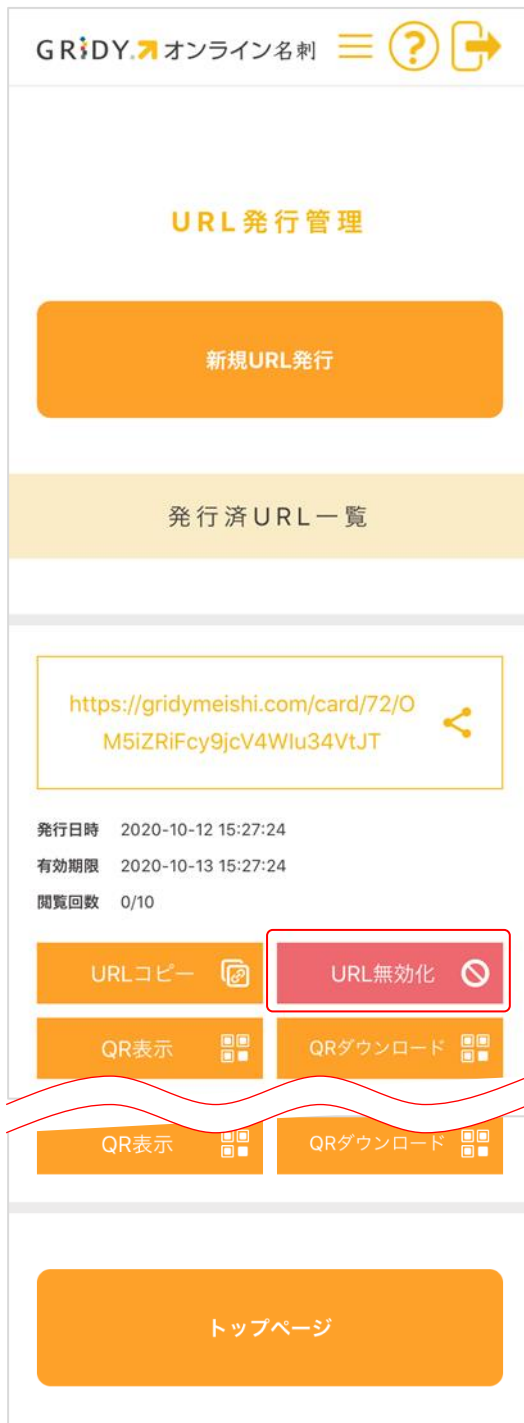 GRiDY.オンライン名刺
URL発行管理
新規URL発行
発行済URL一覧
https://gridymeishi.com/card/72/O
M5iZRiFcy9jcV4WIu34VtJT
発行日時 2020-10-12 15:27:24
有効期限 2020-10-13 15:27:24
閲覧回数 0/10
URLコピー URL無効化
QR表示 QRダウンロード
QR表示 QRダウンロード
トップページ